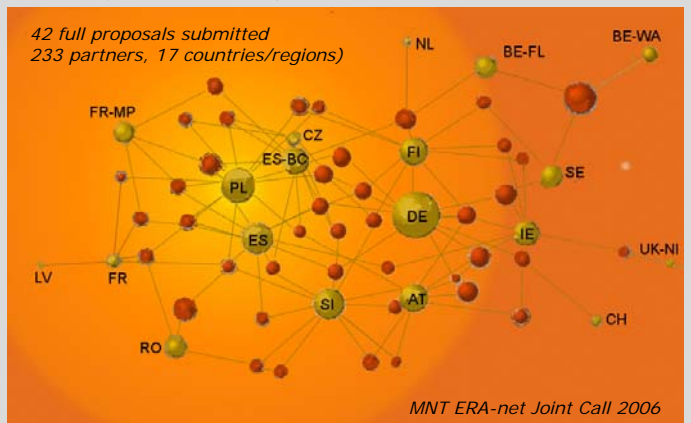 42 full proposals submitted
233 partners, 17 countries/regions)
NL
BE-FL
BE-WA
FR-MP
CZ
ES-BC
FI
PL
SE
DE
ES
IE
UK-NI
LV
FR
SI
AT
CH
RO
MNT ERA-net Joint Call 2006